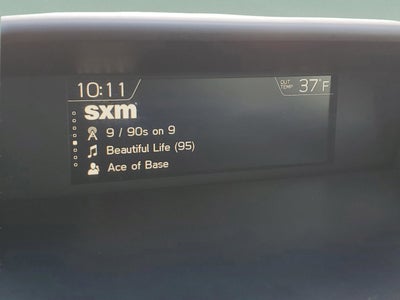 10:11 OUT TEMP 37°F
sxm
9 / 90s on 9
Beautiful Life (95)
Ace of Base